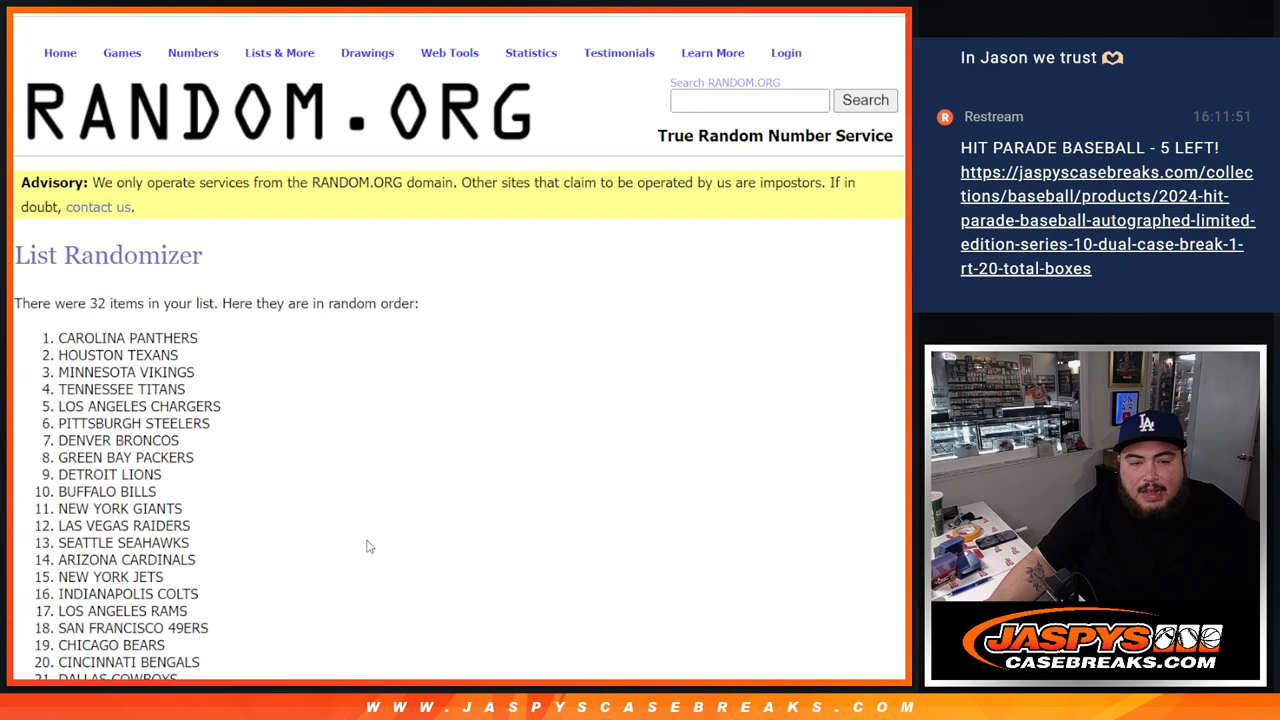 Home Games Numbers Lists & More Drawings Web Tools Statistics Testimonials Learn More Login
RANDOM.ORG
Search RANDOM.ORG
Search
True Random Number Service
Advisory: We only operate services from the RANDOM.ORG domain. Other sites that claim to be operated by us are impostors. If in
doubt, contact us.
List Randomizer
There were 32 items in your list. Here they are in random order:
1. CAROLINA PANTHERS
2. HOUSTON TEXANS
3. MINNESOTA VIKINGS
4. TENNESSEE TITANS
5. LOS ANGELES CHARGERS
6. PITTSBURGH STEELERS
7. DENVER BRONCOS
8. GREEN BAY PACKERS
9. DETROIT LIONS
10. BUFFALO BILLS
11. NEW YORK GIANTS
12. LAS VEGAS RAIDERS
13. SEATTLE SEAHAWKS
14. ARIZONA CARDINALS
15. NEW YORK JETS
16. INDIANAPOLIS COLTS
17. LOS ANGELES RAMS
18. SAN FRANCISCO 49ERS
19. CHICAGO BEARS
20. CINCINNATI BENGALS
21. DALLAS COWBOYS
In Jason we trust 🫶🏼
R Restream 16:11:51
HIT PARADE BASEBALL - 5 LEFT!
https://jaspyscasebreaks.com/collec
tions/baseball/products/2024-hit-
parade-baseball-autographed-limited-
edition-series-10-dual-case-break-1-
rt-20-total-boxes
ON
AIR
LA
JASPYS
CASEBREAKS.COM
WWW.JASPYSCASEBREAKS.COM